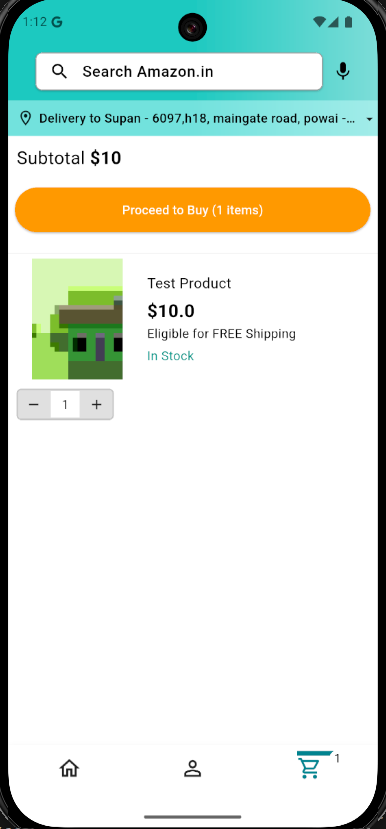 1:12 G
Search Amazon.in
Delivery to Supan - 6097,h18, maingate road, powai -...
Subtotal $10
Proceed to Buy (1 items)
Test Product
$10.0
Eligible for FREE Shipping
In Stock
− 1 +
1